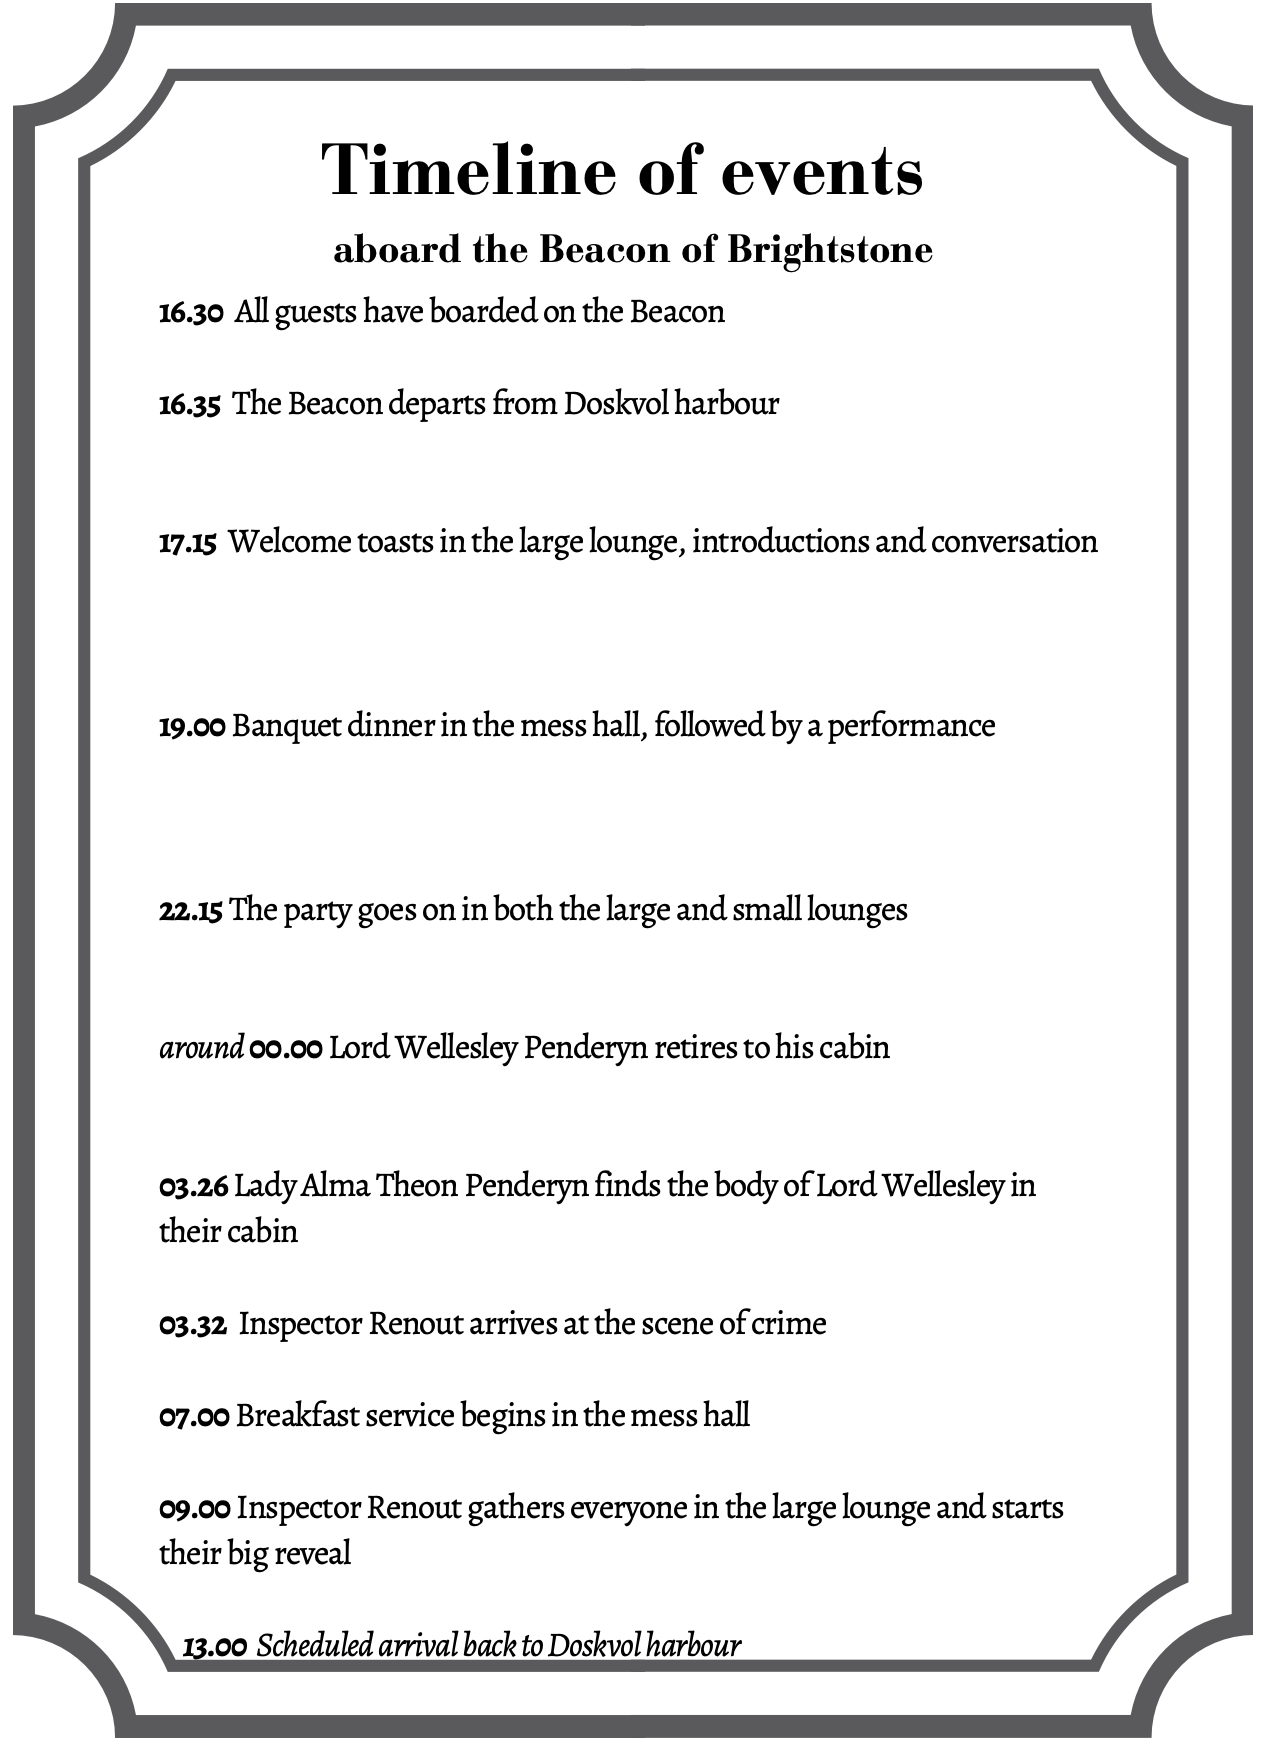 Timeline of events
aboard the Beacon of Brightstone
16.30 All guests have boarded on the Beacon
16.35 The Beacon departs from Doskvol harbour
17.15 Welcome toasts in the large lounge, introductions and conversation
19.00 Banquet dinner in the mess hall, followed by a performance
22.15 The party goes on in both the large and small lounges
around 00.00 Lord Wellesley Penderyn retires to his cabin
03.26 Lady Alma Theon Penderyn finds the body of Lord Wellesley in
their cabin
03.32 Inspector Renout arrives at the scene of crime
07.00 Breakfast service begins in the mess hall
09.00 Inspector Renout gathers everyone in the large lounge and starts
their big reveal
13.00 Scheduled arrival back to Doskvol harbour